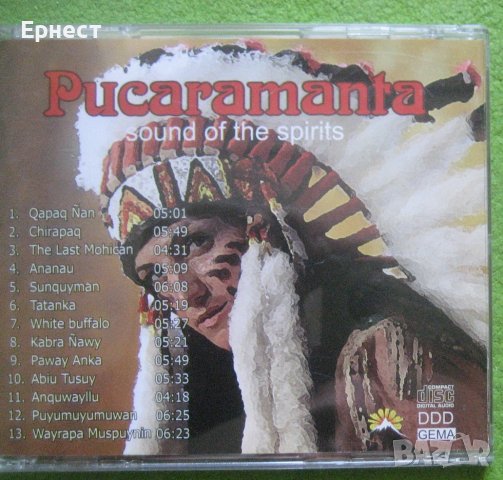 Ернест
Pucaramanta
sound of the spirits
1. Qapaq Ñan 05:01
2. Chirapaq 05:49
3. The Last Mohican 04:31
4. Ananau 05:09
5. Sunquyman 06:08
6. Tatanka 05:19
7. White buffalo 05:27
8. Kabra Ñawy 05:21
9. Paway Anka 05:49
10. Abiu Tusuy 05:33
11. Anquwayllu 04:18
12. Puyumuyumuwan 06:25
13. Wayrapa Muspuynin 06:23
COMPACT
disc
DIGITAL AUDIO
DDD
GEMA
BAZAR